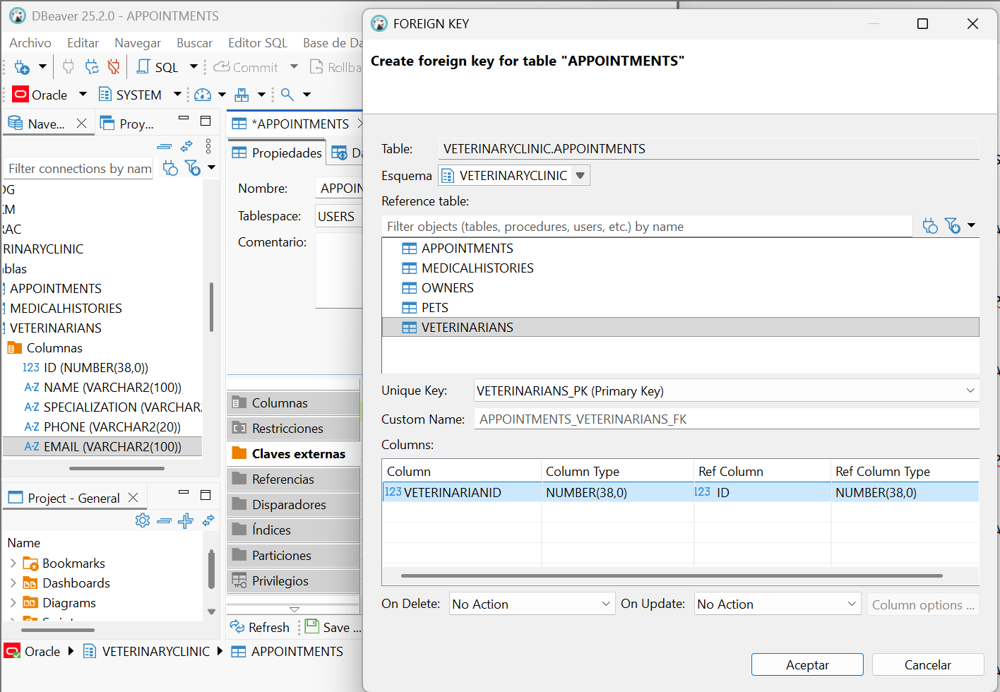 DBeaver 25.2.0 - APPOINTMENTS
Archivo Editar Navegar Buscar Editor SQL Base de Da
SQL Commit Rollba
Oracle SYSTEM
Nave... Proy...
Filter connections by nam
OG
RAC
RINARYCLINIC
ablas
APPOINTMENTS
MEDICALHISTORIES
VETERINARIANS
Columnas
123 ID (NUMBER(38,0))
A-Z NAME (VARCHAR2(100))
A-Z SPECIALIZATION (VARCHAR
A-Z PHONE (VARCHAR2(20))
A-Z EMAIL (VARCHAR2(100))
Project - General
Name
Bookmarks
Dashboards
Diagrams
*APPOINTMENTS
Propiedades Da
Nombre: APPOIN
Tablespace: USERS
Comentario:
Columnas
Restricciones
Claves externas
Referencias
Disparadores
Índices
Particiones
Privilegios
Refresh Save ...
Oracle VETERINARYCLINIC APPOINTMENTS
FOREIGN KEY
Create foreign key for table "APPOINTMENTS"
Table: VETERINARYCLINIC.APPOINTMENTS
Esquema VETERINARYCLINIC
Reference table:
Filter objects (tables, procedures, users, etc.) by name
APPOINTMENTS
MEDICALHISTORIES
OWNERS
PETS
VETERINARIANS
Unique Key: VETERINARIANS_PK (Primary Key)
Custom Name: APPOINTMENTS_VETERINARIANS_FK
Columns:
Column Column Type Ref Column Ref Column Type
123 VETERINARIANID NUMBER(38,0) 123 ID NUMBER(38,0)
On Delete: No Action On Update: No Action Column options ...
Aceptar Cancelar